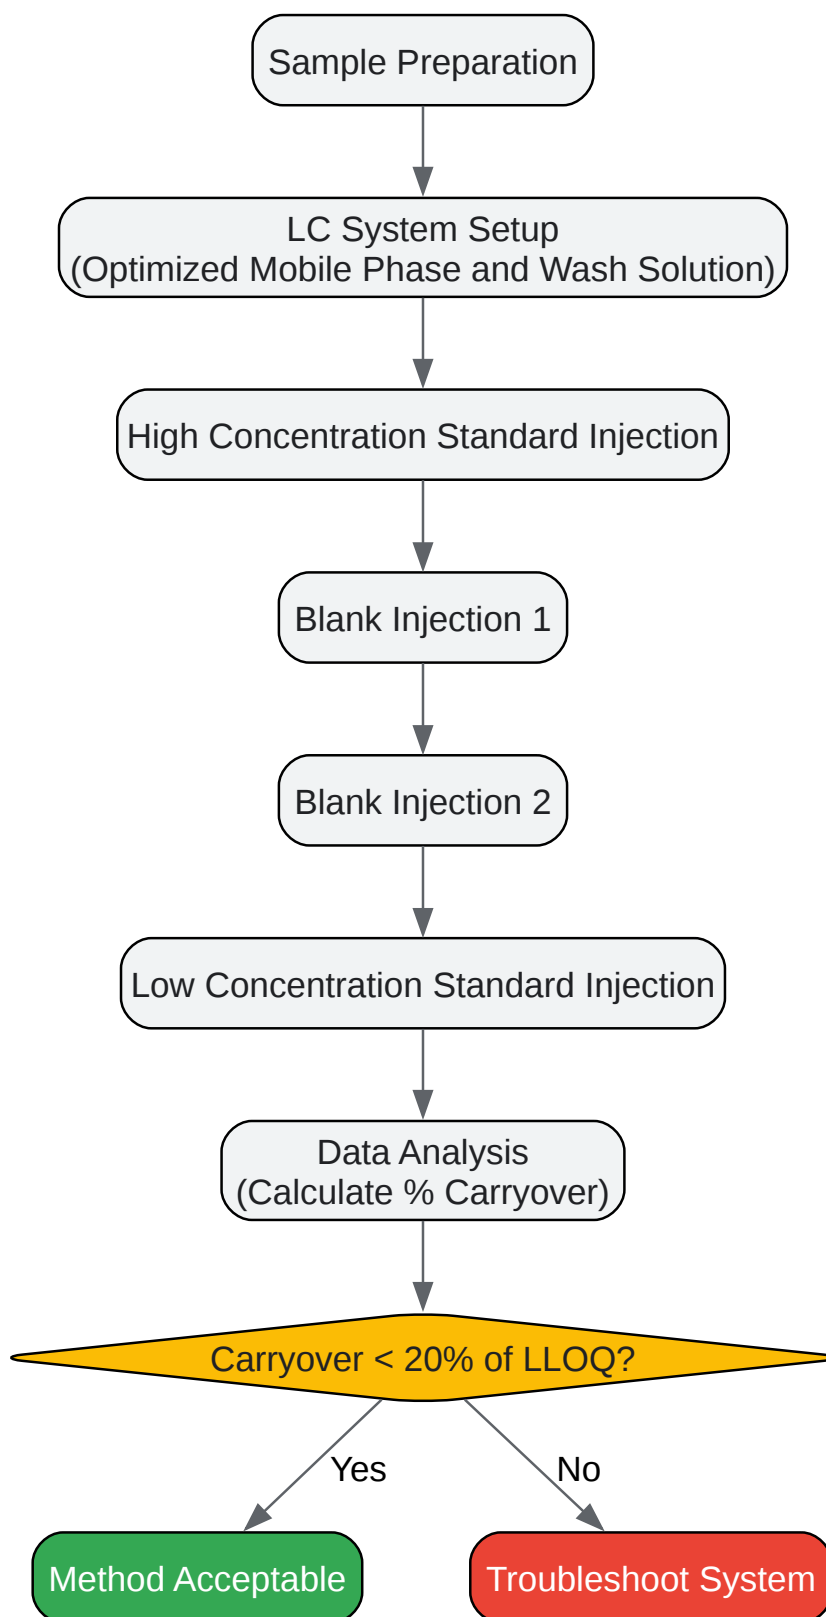 Sample Preparation
LC System Setup
(Optimized Mobile Phase and Wash Solution)
High Concentration Standard Injection
Blank Injection 1
Blank Injection 2
Low Concentration Standard Injection
Data Analysis
(Calculate % Carryover)
Carryover < 20% of LLOQ?
Yes
No
Method Acceptable
Troubleshoot System